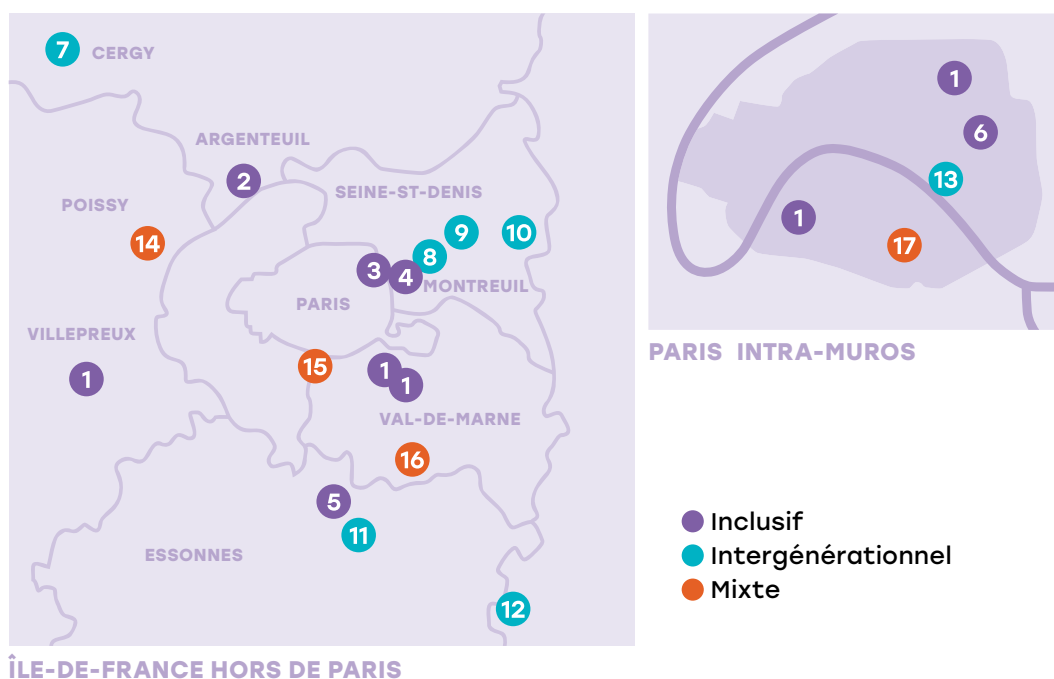 7
CERGY
ARGENTEUIL
2
SEINE-ST-DENIS
POISSY
14
9
10
8
3
4
MONTREUIL
PARIS
VILLEPREUX
15
1
1
1
VAL-DE-MARNE
16
5
11
ESSONNES
12
ÎLE-DE-FRANCE HORS DE PARIS
1
6
13
1
17
PARIS INTRA-MUROS
Inclusif
Intergénérationnel
Mixte